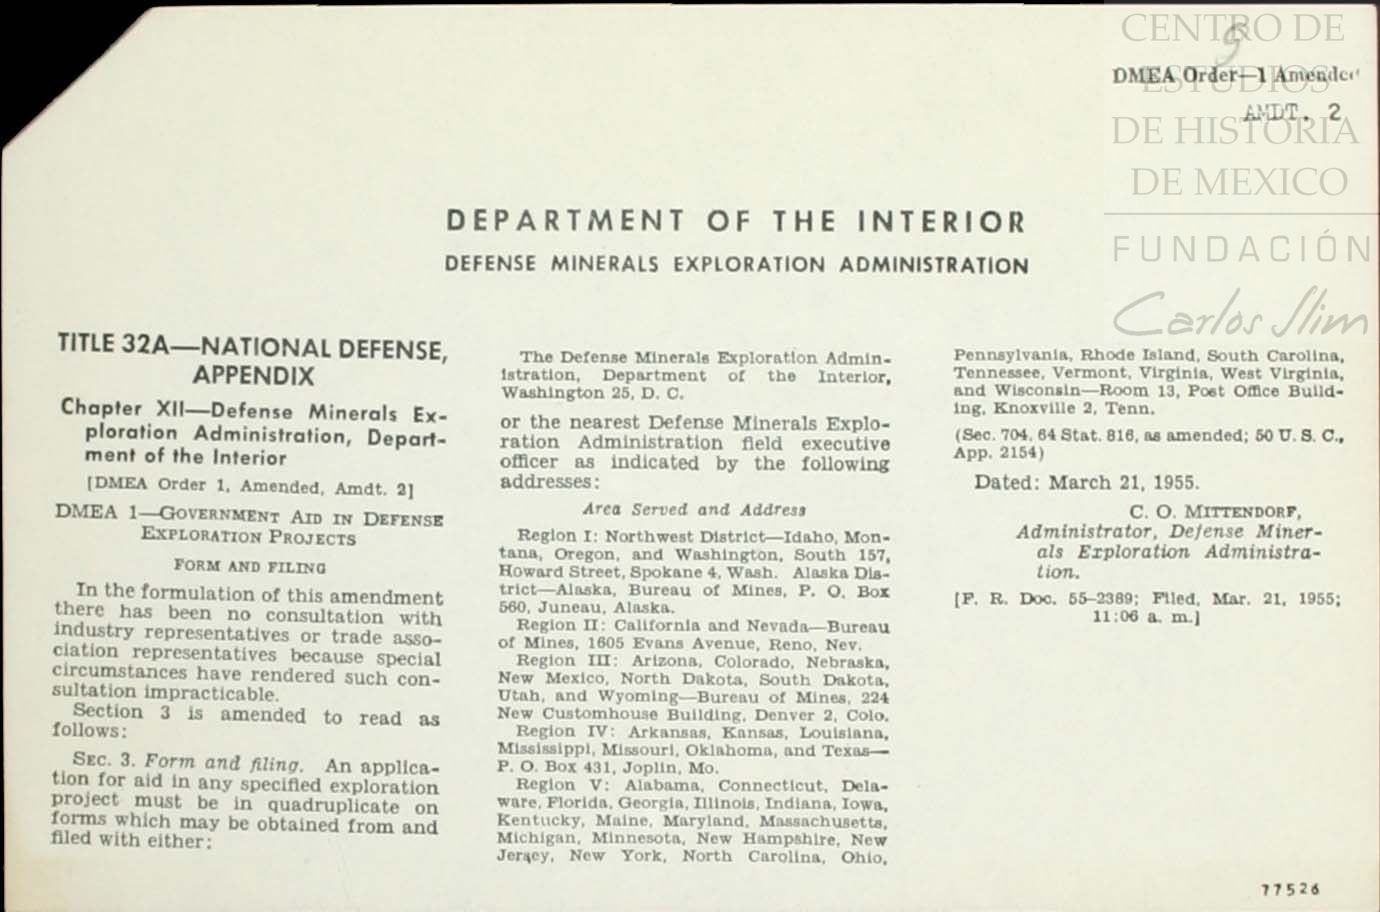 CENTRO DE
ESTUDIOS
DE HISTORIA
DE MEXICO
FUNDACIÓN
Carlos Slim
5
DMEA Order—1 Amended
AMDT. 2
DEPARTMENT OF THE INTERIOR
DEFENSE MINERALS EXPLORATION ADMINISTRATION
TITLE 32A—NATIONAL DEFENSE,
APPENDIX
Chapter XII—Defense Minerals Ex-
ploration Administration, Depart-
ment of the Interior
[DMEA Order 1, Amended, Amdt. 2]
DMEA 1—GOVERNMENT AID IN DEFENSE
EXPLORATION PROJECTS
FORM AND FILING
In the formulation of this amendment
there has been no consultation with
industry representatives or trade asso-
ciation representatives because special
circumstances have rendered such con-
sultation impracticable.
Section 3 is amended to read as
follows:
SEC. 3. Form and filing. An applica-
tion for aid in any specified exploration
project must be in quadruplicate on
forms which may be obtained from and
filed with either:
The Defense Minerals Exploration Admin-
istration, Department of the Interior,
Washington 25, D. C.
or the nearest Defense Minerals Explo-
ration Administration field executive
officer as indicated by the following
addresses:
Area Served and Address
Region I: Northwest District—Idaho, Mon-
tana, Oregon, and Washington, South 157,
Howard Street, Spokane 4, Wash. Alaska Dis-
trict—Alaska, Bureau of Mines, P. O. Box
560, Juneau, Alaska.
Region II: California and Nevada—Bureau
of Mines, 1605 Evans Avenue, Reno, Nev.
Region III: Arizona, Colorado, Nebraska,
New Mexico, North Dakota, South Dakota,
Utah, and Wyoming—Bureau of Mines, 224
New Customhouse Building, Denver 2, Colo.
Region IV: Arkansas, Kansas, Louisiana,
Mississippi, Missouri, Oklahoma, and Texas—
P. O. Box 431, Joplin, Mo.
Region V: Alabama, Connecticut, Dela-
ware, Florida, Georgia, Illinois, Indiana, Iowa,
Kentucky, Maine, Maryland, Massachusetts,
Michigan, Minnesota, New Hampshire, New
Jersey, New York, North Carolina, Ohio,
Pennsylvania, Rhode Island, South Carolina,
Tennessee, Vermont, Virginia, West Virginia,
and Wisconsin—Room 13, Post Office Build-
ing, Knoxville 2, Tenn.
(Sec. 704, 64 Stat. 816, as amended; 50 U. S. C.,
App. 2154)
Dated: March 21, 1955.
C. O. MITTENDORF,
Administrator, Defense Miner-
als Exploration Administra-
tion.
[F. R. Doc. 55-2389; Filed, Mar. 21, 1955;
11:06 a. m.]
77526